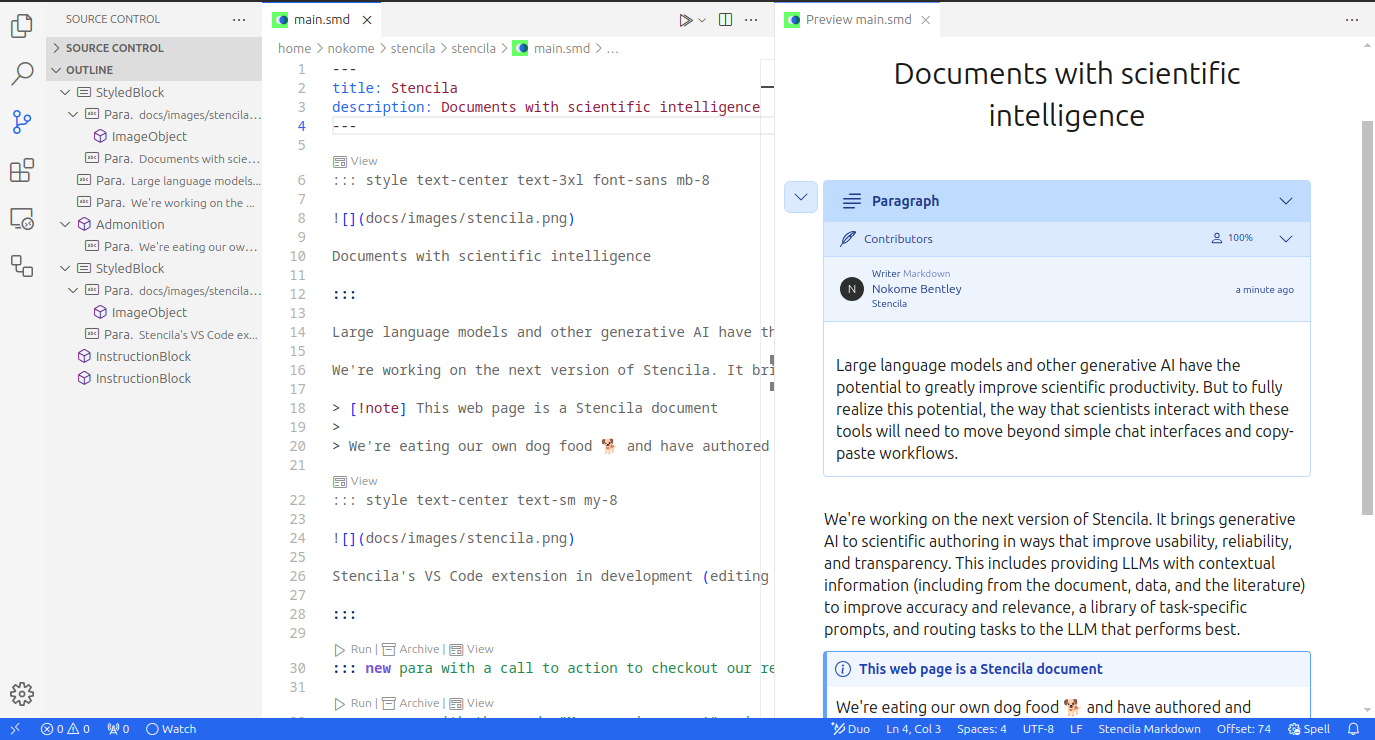 SOURCE CONTROL
SOURCE CONTROL
OUTLINE
StyledBlock
Para. docs/images/stencila...
ImageObject
Para. Documents with scie...
Para. Large language models...
Para. We're working on the ...
Admonition
Para. We're eating our ow...
StyledBlock
Para. docs/images/stencila...
ImageObject
Para. Stencila's VS Code ex...
InstructionBlock
InstructionBlock
main.smd
home > nokome > stencila > stencila > main.smd > ...
1 ---
2 title: Stencila
3 description: Documents with scientific intelligence
4 ---
5
View
6 ::: style text-center text-3xl font-sans mb-8
7
8 ![](docs/images/stencila.png)
9
10 Documents with scientific intelligence
11
12 :::
13
14 Large language models and other generative AI have th
15
16 We're working on the next version of Stencila. It bri
17
18 > [!note] This web page is a Stencila document
19 >
20 > We're eating our own dog food 🐕 and have authored
21
View
22 ::: style text-center text-sm my-8
23
24 ![](docs/images/stencila.png)
25
26 Stencila's VS Code extension in development (editing
27
28 :::
29
Run | Archive | View
30 ::: new para with a call to action to checkout our re
31
Run | Archive | View
Preview main.smd
Documents with scientific
intelligence
Paragraph
Contributors 100%
Writer Markdown
N Nokome Bentley a minute ago
Stencila
Large language models and other generative AI have the
potential to greatly improve scientific productivity. But to fully
realize this potential, the way that scientists interact with these
tools will need to move beyond simple chat interfaces and copy-
paste workflows.
We're working on the next version of Stencila. It brings generative
AI to scientific authoring in ways that improve usability, reliability,
and transparency. This includes providing LLMs with contextual
information (including from the document, data, and the literature)
to improve accuracy and relevance, a library of task-specific
prompts, and routing tasks to the LLM that performs best.
This web page is a Stencila document
We're eating our own dog food 🐕 and have authored and
0 0 0 Watch Duo Ln 4, Col 3 Spaces: 4 UTF-8 LF Stencila Markdown Offset: 74 Spell